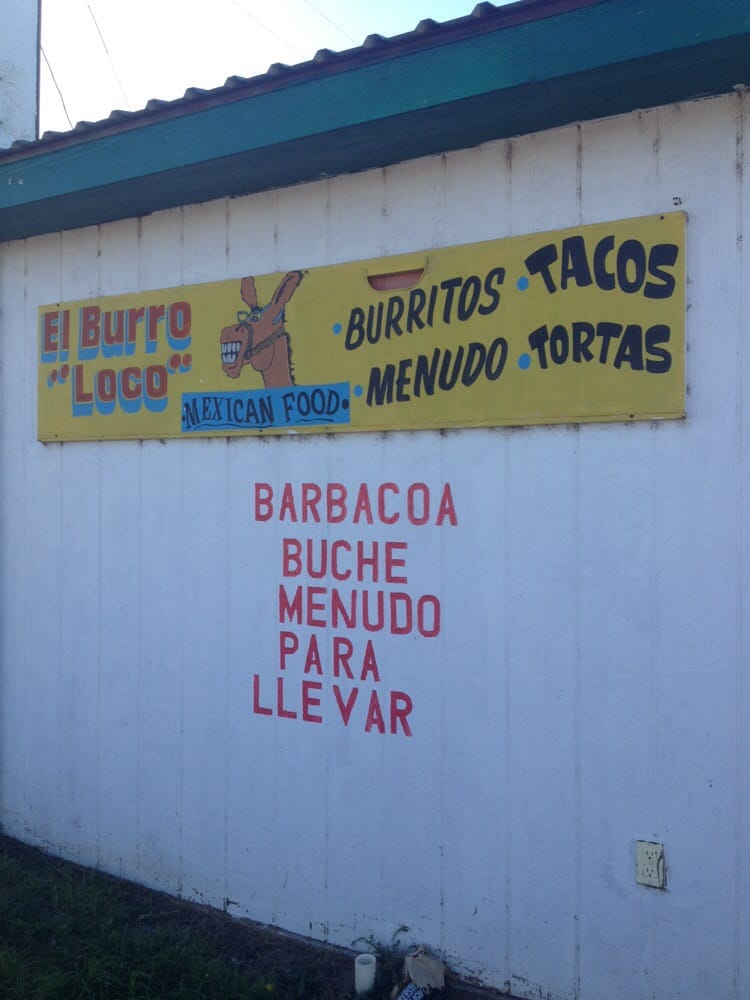 El Burro
"Loco"
MEXICAN FOOD
• BURRITOS • TACOS
• MENUDO • TORTAS
BARBACOA
BUCHE
MENUDO
PARA
LLEVAR